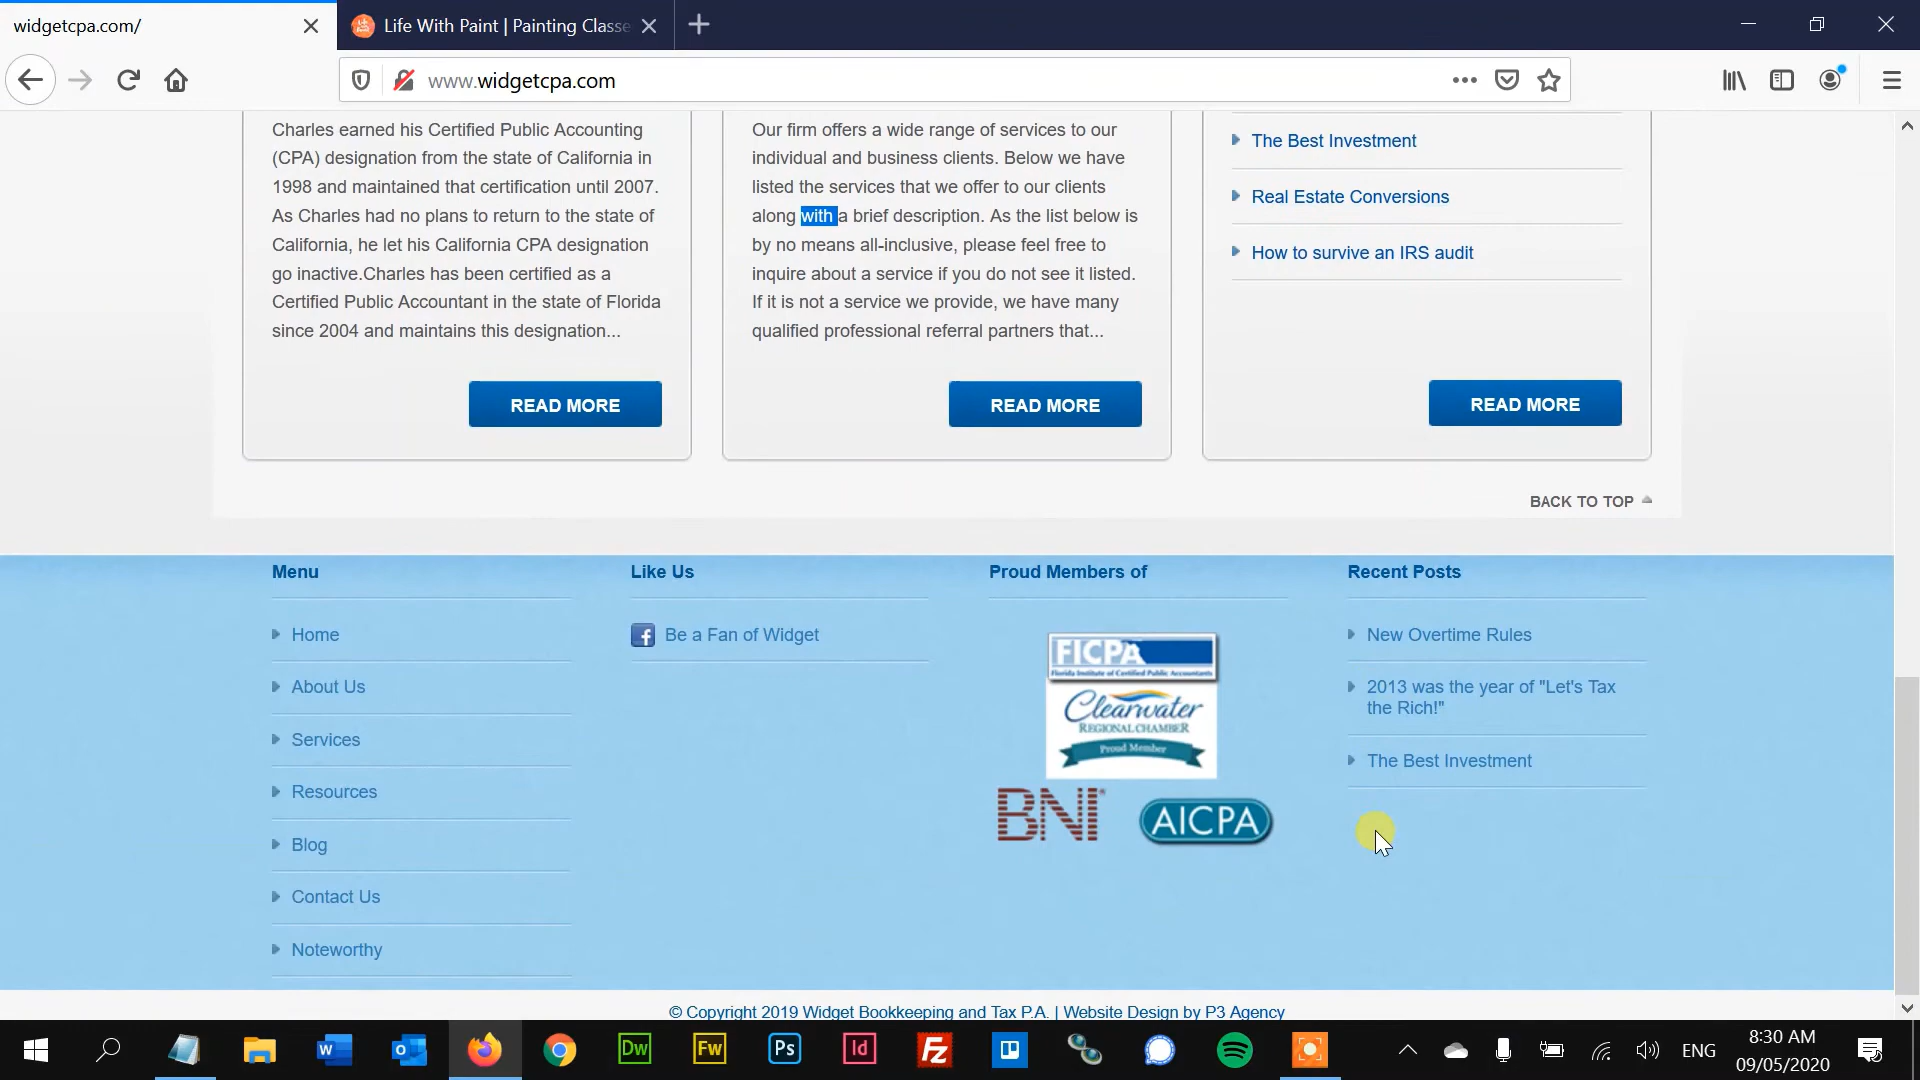 widgetcpa.com/
Life With Paint | Painting Classe
www.widgetcpa.com
Charles earned his Certified Public Accounting
(CPA) designation from the state of California in
1998 and maintained that certification until 2007.
As Charles had no plans to return to the state of
California, he let his California CPA designation
go inactive.Charles has been certified as a
Certified Public Accountant in the state of Florida
since 2004 and maintains this designation...
READ MORE
Our firm offers a wide range of services to our
individual and business clients. Below we have
listed the services that we offer to our clients
along with a brief description. As the list below is
by no means all-inclusive, please feel free to
inquire about a service if you do not see it listed.
If it is not a service we provide, we have many
qualified professional referral partners that...
READ MORE
The Best Investment
Real Estate Conversions
How to survive an IRS audit
READ MORE
BACK TO TOP
Menu
Home
About Us
Services
Resources
Blog
Contact Us
Noteworthy
Like Us
Be a Fan of Widget
Proud Members of
FICPA
Florida Institute of Certified Public Accountants
Clearwater
REGIONAL CHAMBER
Proud Member
BNI
AICPA
Recent Posts
New Overtime Rules
2013 was the year of "Let's Tax
the Rich!"
The Best Investment
© Copyright 2019 Widget Bookkeeping and Tax P.A. | Website Design by P3 Agency
Dw
Fw
Ps
Id
Fz
ENG
8:30 AM
09/05/2020